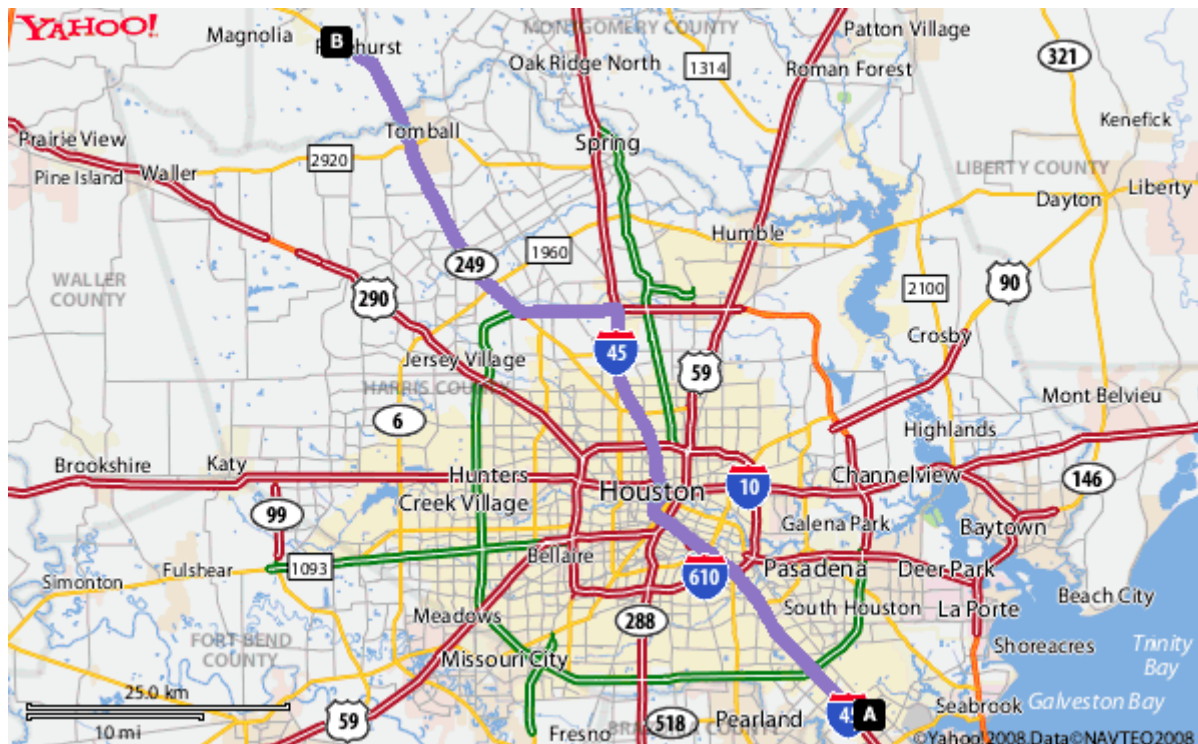 YAHOO!
Magnolia
B
hurst
MONTGOMERY COUNTY
Patton Village
Oak Ridge North
1314
Roman Forest
321
Prairie View
Tomball
Kenefick
Pine Island
Waller
2920
Spring
LIBERTY COUNTY
Dayton
Liberty
Humble
WALLER
COUNTY
249
1960
290
2100
90
Crosby
Jersey Village
45
59
HARRIS COUNTY
6
Mont Belvieu
Highlands
Brookshire
Katy
Hunters
Creek Village
Houston
10
Channelview
146
99
Galena Park
Baytown
Bellaire
1093
Fulshear
Simonton
610
Pasadena
Deer Park
Beach City
Meadows
288
South Houston
La Porte
FORT BEND
COUNTY
Missouri City
Shoreacres
Trinity
Bay
25.0 km
10 mi
59
Fresno
518
Pearland
A
Seabrook
Galveston Bay
©Yahoo! 2008, Data©NAVTEQ2008